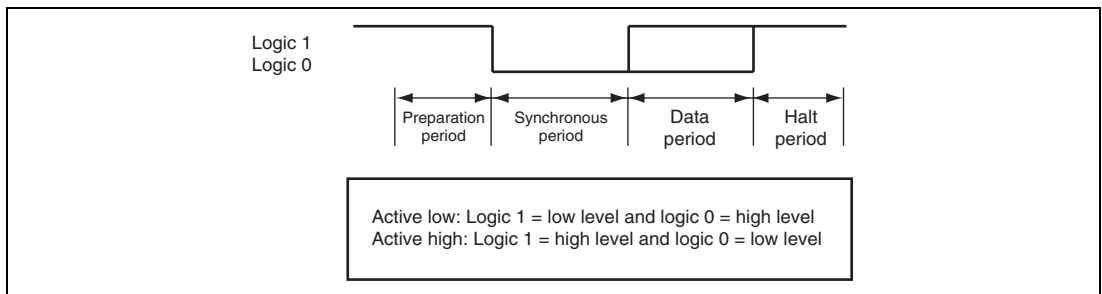 Logic 1
Logic 0
Preparation
period
Synchronous
period
Data
period
Halt
period
Active low: Logic 1 = low level and logic 0 = high level
Active high: Logic 1 = high level and logic 0 = low level